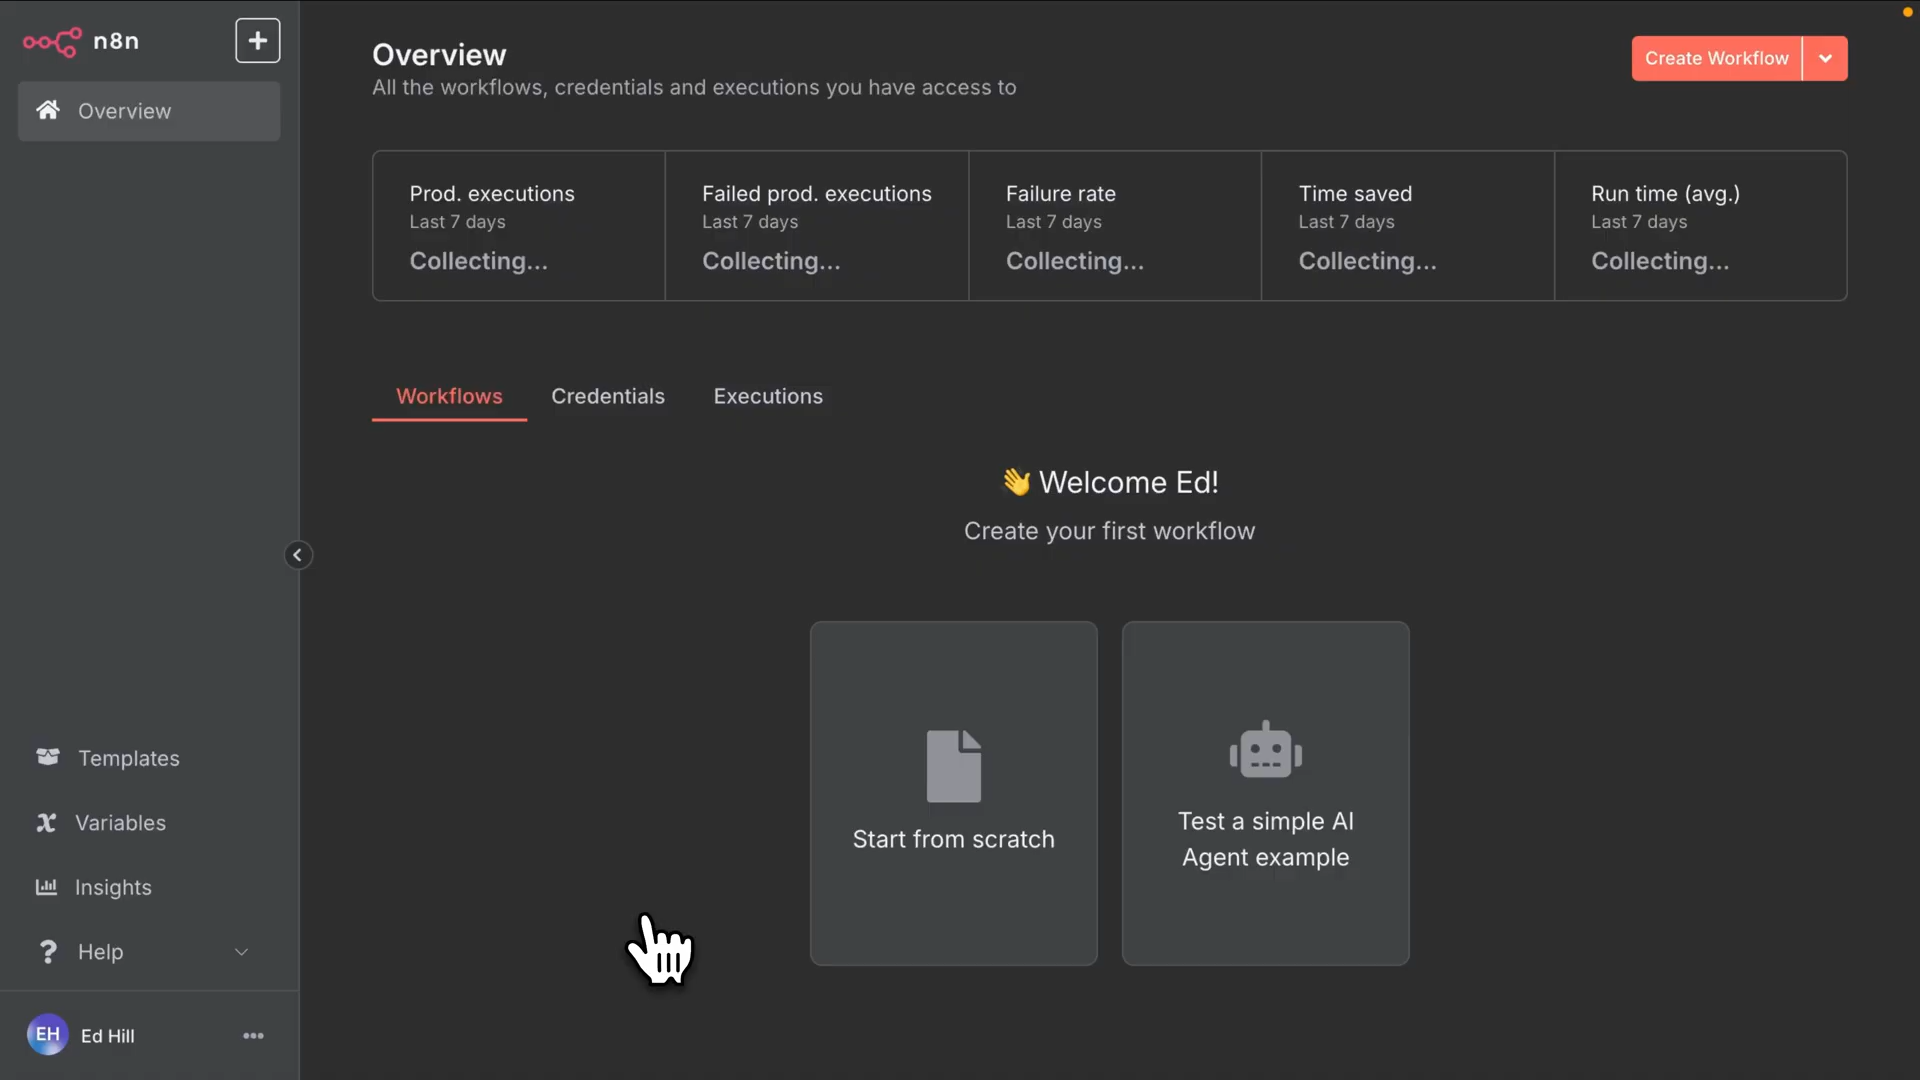 n8n
Overview
Templates
Variables
Insights
Help
EH
Ed Hill
Overview
All the workflows, credentials and executions you have access to
Create Workflow
Prod. executions
Last 7 days
Collecting...
Failed prod. executions
Last 7 days
Collecting...
Failure rate
Last 7 days
Collecting...
Time saved
Last 7 days
Collecting...
Run time (avg.)
Last 7 days
Collecting...
Workflows
Credentials
Executions
👋 Welcome Ed!
Create your first workflow
Start from scratch
Test a simple AI
Agent example